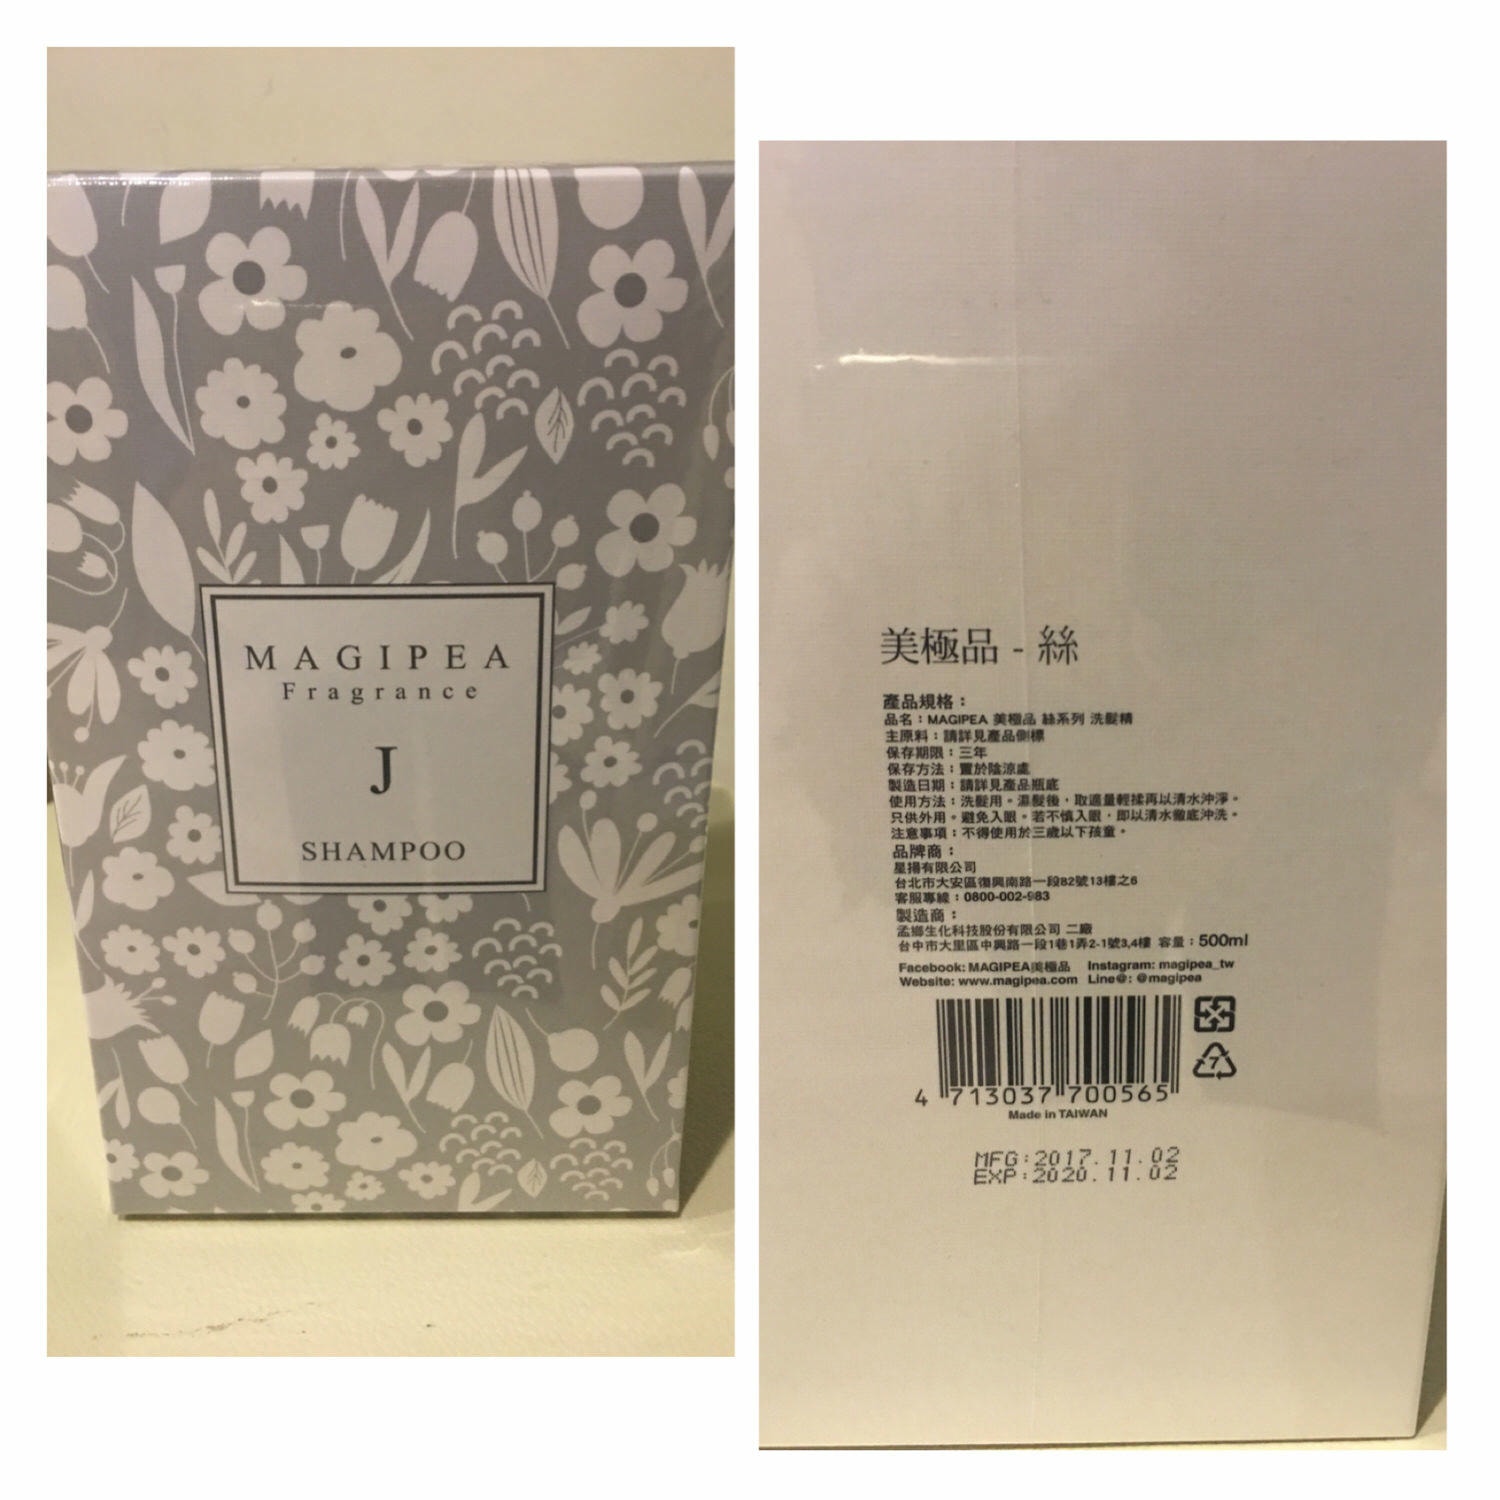 MAGIPEA
Fragrance
J
SHAMPOO
美極品 - 絲
產品規格：
品名：MAGIPEA 美極品 絲系列 洗髮精
主原料：請詳見產品側標
保存期限：三年
保存方法：置於陰涼處
製造日期：請詳見產品瓶底
使用方法：洗髮用。濕髮後，取適量輕揉再以清水沖淨。
只供外用。避免入眼。若不慎入眼，即以清水徹底沖洗。
注意事項：不得使用於三歲以下孩童。
品牌商：
星揚有限公司
台北市大安區復興南路一段82號13樓之6
客服專線：0800-002-983
製造商：
孟鄉生化科技股份有限公司 二廠
台中市大里區中興路一段1巷1弄2-1號3,4樓 容量：500ml
Facebook: MAGIPEA美極品 Instagram: magipea_tw
Website: www.magipea.com Line@: @magipea
7
4 713037 700565
Made in TAIWAN
MFG:2017.11.02
EXP:2020.11.02